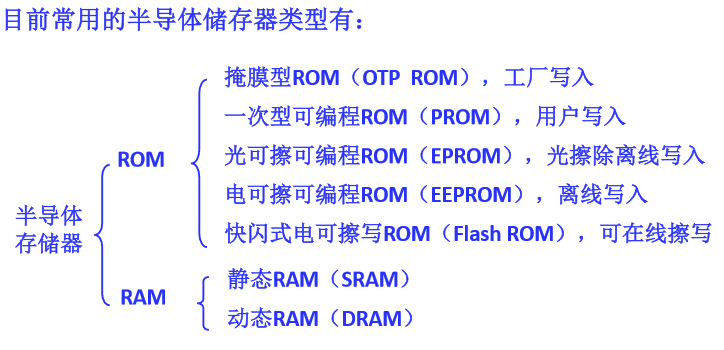 目前常用的半导体储存器类型有：
掩膜型ROM（OTP ROM），工厂写入
一次型可编程ROM（PROM），用户写入
ROM
光可擦可编程ROM（EPROM），光擦除离线写入
电可擦可编程ROM（EEPROM），离线写入
半导体
存储器
快闪式电可擦写ROM（Flash ROM），可在线擦写
静态RAM（SRAM）
RAM
动态RAM（DRAM）